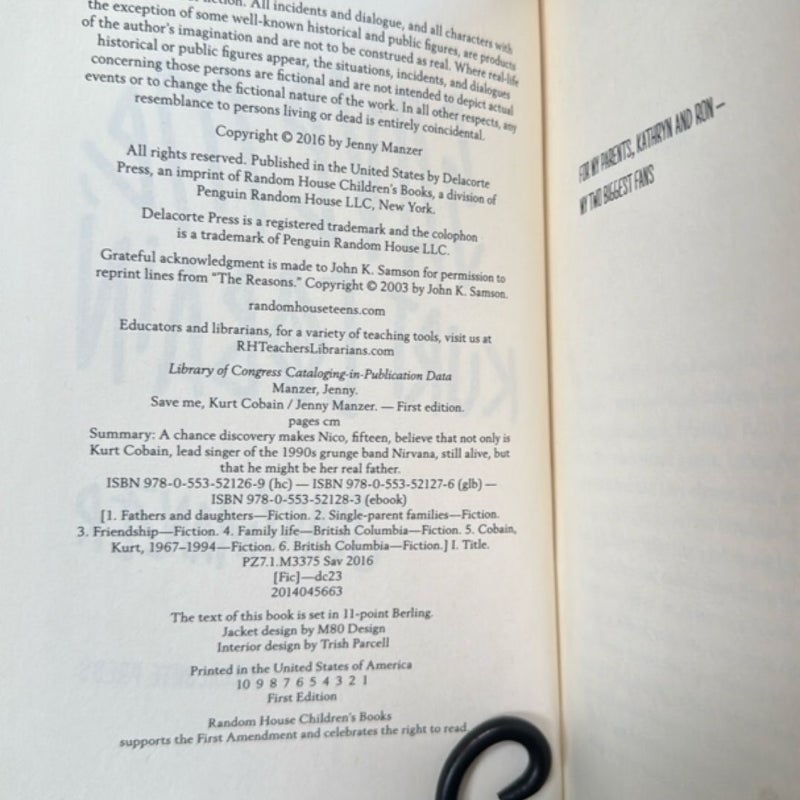 fiction. All incidents and dialogue, and all characters with
the exception of some well-known historical and public figures, are products
of the author's imagination and are not to be construed as real. Where real-life
historical or public figures appear, the situations, incidents, and dialogues
concerning those persons are fictional and are not intended to depict actual
events or to change the fictional nature of the work. In all other respects, any
resemblance to persons living or dead is entirely coincidental.
Copyright © 2016 by Jenny Manzer
All rights reserved. Published in the United States by Delacorte
Press, an imprint of Random House Children's Books, a division of
Penguin Random House LLC, New York.
Delacorte Press is a registered trademark and the colophon
is a trademark of Penguin Random House LLC.
Grateful acknowledgment is made to John K. Samson for permission to
reprint lines from "The Reasons." Copyright © 2003 by John K. Samson.
randomhouseteens.com
Educators and librarians, for a variety of teaching tools, visit us at
RHTeachersLibrarians.com
Library of Congress Cataloging-in-Publication Data
Manzer, Jenny.
Save me, Kurt Cobain / Jenny Manzer. — First edition.
pages cm
Summary: A chance discovery makes Nico, fifteen, believe that not only is
Kurt Cobain, lead singer of the 1990s grunge band Nirvana, still alive, but
that he might be her real father.
ISBN 978-0-553-52126-9 (hc) — ISBN 978-0-553-52127-6 (glb) —
ISBN 978-0-553-52128-3 (ebook)
[1. Fathers and daughters—Fiction. 2. Single-parent families—Fiction.
3. Friendship—Fiction. 4. Family life—British Columbia—Fiction. 5. Cobain,
Kurt, 1967–1994—Fiction. 6. British Columbia—Fiction.] I. Title.
PZ7.1.M3375 Sav 2016
[Fic]—dc23
2014045663
The text of this book is set in 11-point Berling.
Jacket design by M80 Design
Interior design by Trish Parcell
Printed in the United States of America
10 9 8 7 6 5 4 3 2 1
First Edition
Random House Children's Books
supports the First Amendment and celebrates the right to read.
FOR MY PARENTS, KATHRYN AND RON—
MY TWO BIGGEST FANS